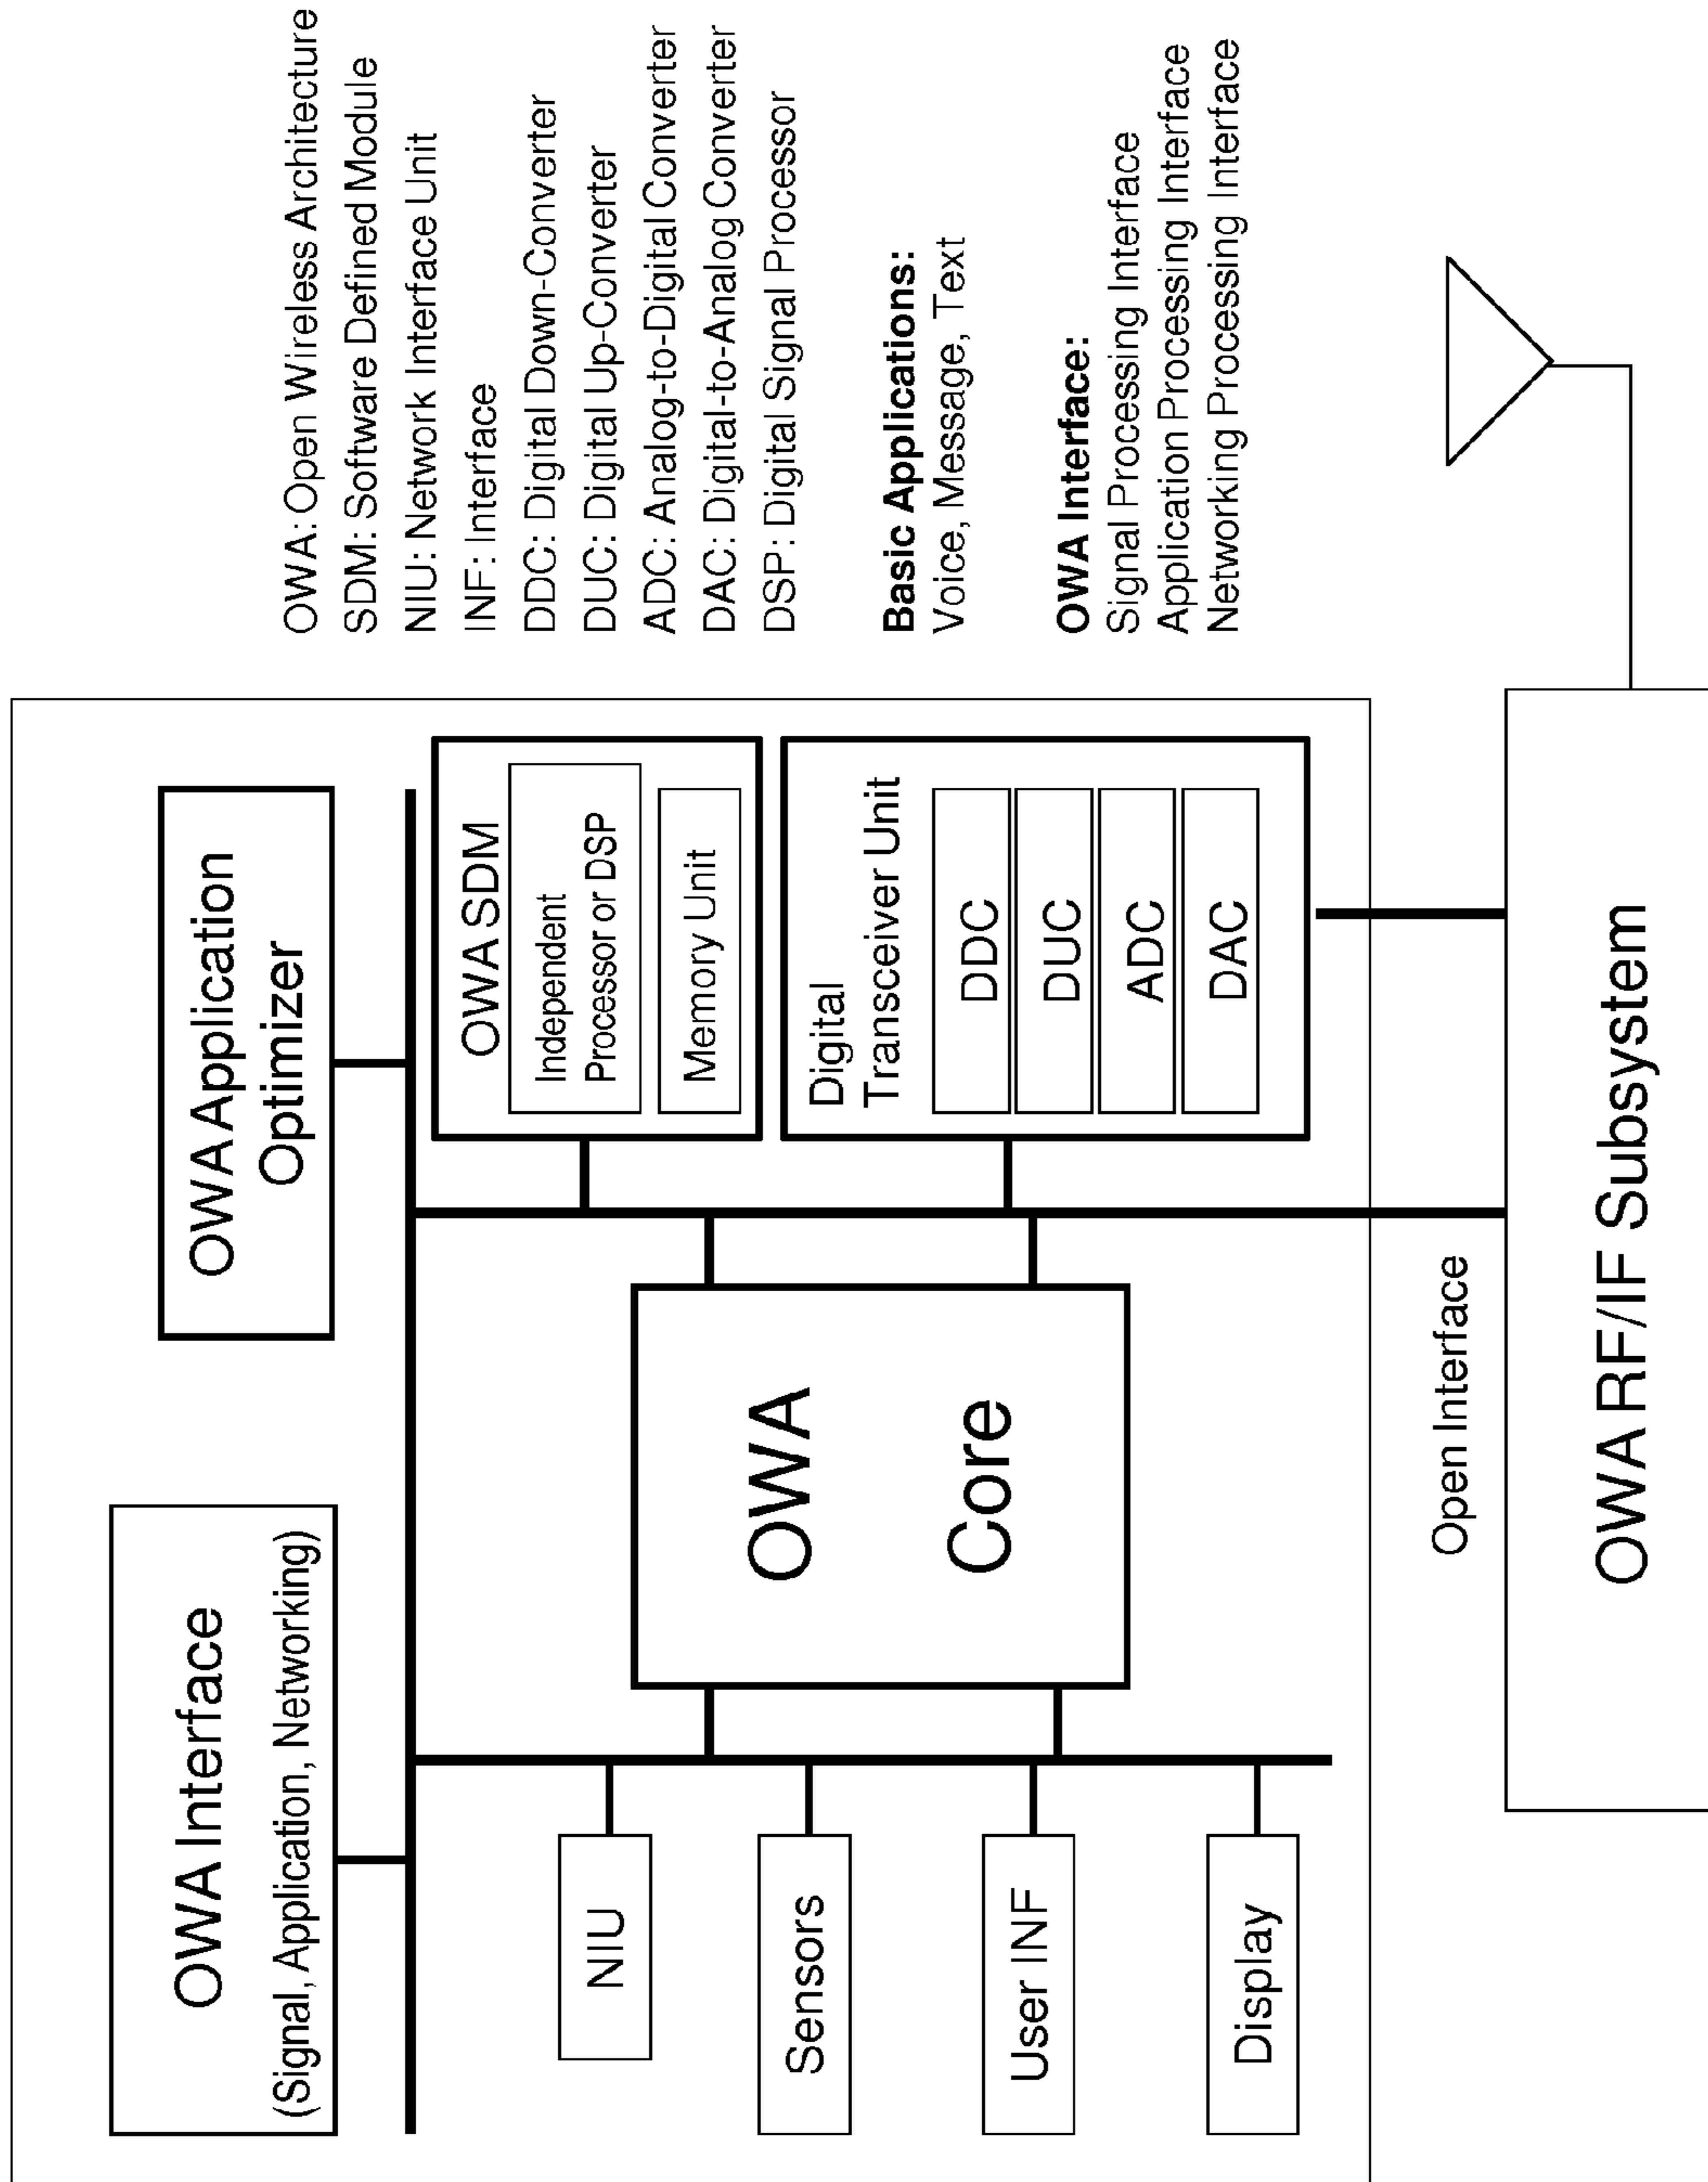 OWA Interface
(Signal, Application, Networking)
OWA Application
Optimizer
NIU
Sensors
User INF
Display
OWA
Core
OWA SDM
Independent
Processor or DSP
Memory Unit
Digital
Transceiver Unit
DDC
DUC
ADC
DAC
Open Interface
OWA RF/IF Subsystem
OWA: Open Wireless Architecture
SDM: Software Defined Module
NIU: Network Interface Unit
INF: Interface
DDC: Digital Down-Converter
DUC: Digital Up-Converter
ADC: Analog-to-Digital Converter
DAC: Digital-to-Analog Converter
DSP: Digital Signal Processor
Basic Applications:
Voice, Message, Text
OWA Interface:
Signal Processing Interface
Application Processing Interface
Networking Processing Interface